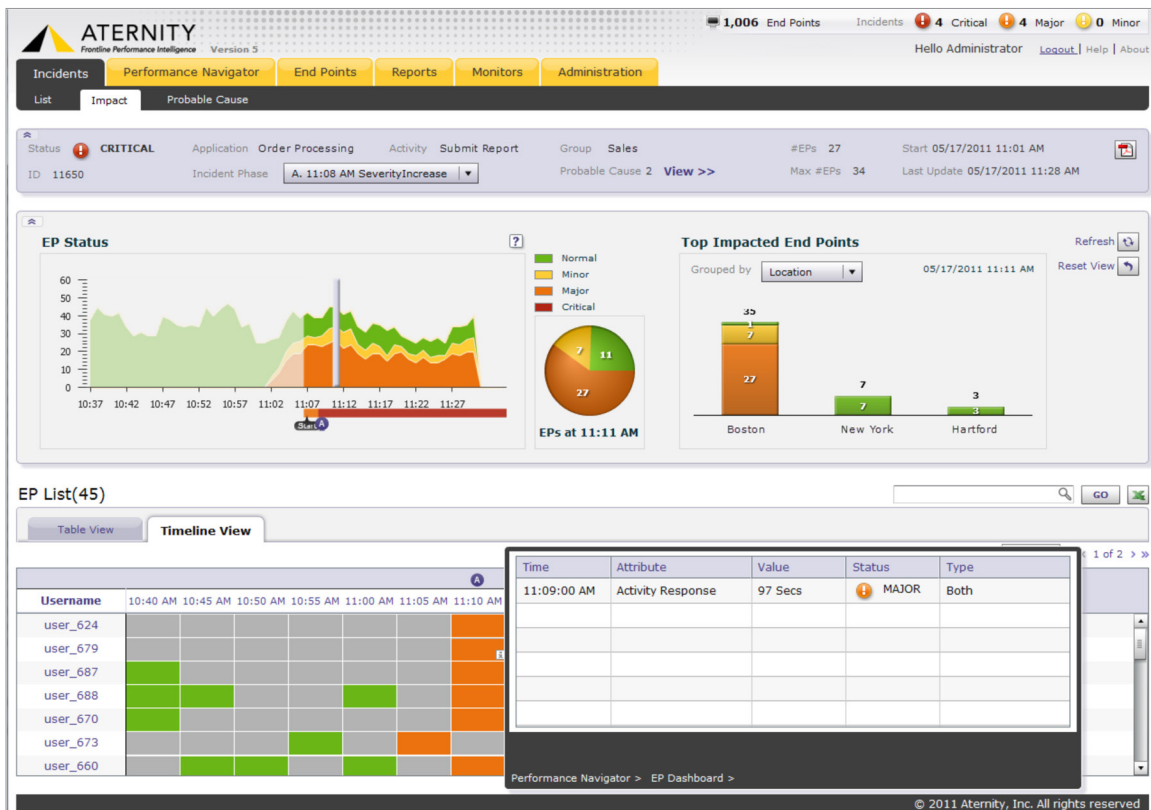 ATERNITY
Frontline Performance Intelligence Version 5
1,006 End Points Incidents 4 Critical 4 Major 0 Minor
Hello Administrator Logout | Help | About
Incidents Performance Navigator End Points Reports Monitors Administration
List Impact Probable Cause
Status CRITICAL Application Order Processing Activity Submit Report Group Sales #EPs 27 Start 05/17/2011 11:01 AM
ID 11650 Incident Phase A. 11:08 AM SeverityIncrease Probable Cause 2 View >> Max #EPs 34 Last Update 05/17/2011 11:28 AM
EP Status
?
60
50
40
30
20
10
0
10:37 10:42 10:47 10:52 10:57 11:02 11:07 11:12 11:17 11:22 11:27
Start A
Normal
Minor
Major
Critical
7 11
27
EPs at 11:11 AM
Top Impacted End Points
Refresh
Reset View
Grouped by Location 05/17/2011 11:11 AM
35
1
7
27
7
7
3
3
Boston New York Hartford
EP List(45)
GO
Table View Timeline View
1 of 2 > »
A
Username 10:40 AM 10:45 AM 10:50 AM 10:55 AM 11:00 AM 11:05 AM 11:10 AM
user_624
user_679
user_687
user_688
user_670
user_673
user_660
Time Attribute Value Status Type
11:09:00 AM Activity Response 97 Secs MAJOR Both
Performance Navigator > EP Dashboard >
© 2011 Aternity, Inc. All rights reserved